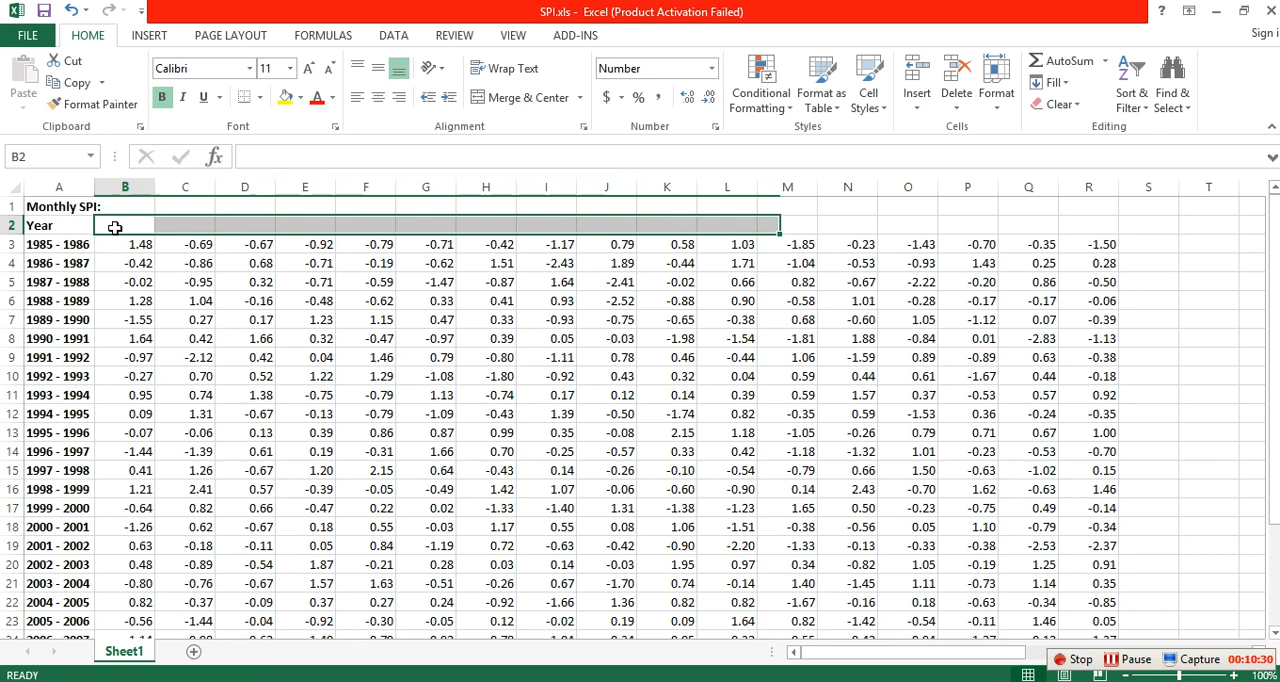 SPI.xls - Excel (Product Activation Failed)
FILE HOME INSERT PAGE LAYOUT FORMULAS DATA REVIEW VIEW ADD-INS Sign i
Paste Cut Copy Format Painter Clipboard
Calibri 11 B I U A Font
Wrap Text Merge & Center Alignment
Number $ % , Number
Conditional Formatting Format as Table Cell Styles Styles
Insert Delete Format Cells
AutoSum Fill Clear Sort & Filter Find & Select Editing
B2 fx
A B C D E F G H I J K L M N O P Q R S T
1 Monthly SPI:
2 Year
3 1985 - 1986 1.48 -0.69 -0.67 -0.92 -0.79 -0.71 -0.42 -1.17 0.79 0.58 1.03 -1.85 -0.23 -1.43 -0.70 -0.35 -1.50
4 1986 - 1987 -0.42 -0.86 0.68 -0.71 -0.19 -0.62 1.51 -2.43 1.89 -0.44 1.71 -1.04 -0.53 -0.93 1.43 0.25 0.28
5 1987 - 1988 -0.02 -0.95 0.32 -0.71 -0.59 -1.47 -0.87 1.64 -2.41 -0.02 0.66 0.82 -0.67 -2.22 -0.20 0.86 -0.50
6 1988 - 1989 1.28 1.04 -0.16 -0.48 -0.62 0.33 0.41 0.93 -2.52 -0.88 0.90 -0.58 1.01 -0.28 -0.17 -0.17 -0.06
7 1989 - 1990 -1.55 0.27 0.17 1.23 1.15 0.47 0.33 -0.93 -0.75 -0.65 -0.38 0.68 -0.60 1.05 -1.12 0.07 -0.39
8 1990 - 1991 1.64 0.42 1.66 0.32 -0.47 -0.97 0.39 0.05 -0.03 -1.98 -1.54 -1.81 1.88 -0.84 0.01 -2.83 -1.13
9 1991 - 1992 -0.97 -2.12 0.42 0.04 1.46 0.58 -0.80 -1.11 0.78 0.46 -0.44 1.06 -1.59 0.89 -0.89 0.63 -0.38
10 1992 - 1993 -0.27 0.70 0.52 1.22 1.29 -1.08 -1.80 -0.92 0.43 0.32 0.04 0.59 0.44 0.61 -1.67 0.44 -0.18
11 1993 - 1994 0.95 0.74 1.38 -0.75 -0.79 1.13 -0.74 0.17 0.12 0.14 0.39 0.59 1.57 0.37 -0.53 0.57 0.92
12 1994 - 1995 0.09 1.31 -0.67 -0.13 -0.79 -1.09 -0.43 1.39 -0.50 -1.74 0.82 -0.35 0.59 -1.53 0.36 -0.24 -0.35
13 1995 - 1996 -0.07 -0.06 0.13 0.39 0.86 0.87 0.99 0.35 -0.08 2.15 1.18 -1.05 -0.26 0.79 0.71 0.67 1.00
14 1996 - 1997 -1.44 -1.39 0.61 0.19 -0.31 1.66 0.70 -0.25 -0.57 0.33 0.42 -1.18 -1.32 1.01 -0.23 -0.53 -0.70
15 1997 - 1998 0.41 1.26 -0.67 1.20 2.15 0.64 -0.43 0.14 -0.26 -0.10 -0.54 -0.79 0.66 1.50 -0.63 -1.02 0.15
16 1998 - 1999 1.21 2.41 0.57 -0.39 -0.05 -0.49 1.42 1.07 -0.06 -0.60 -0.90 0.14 2.43 -0.70 1.62 -0.63 1.46
17 1999 - 2000 -0.64 0.82 0.66 -0.47 0.22 0.02 -1.33 -1.40 1.31 -1.38 -1.23 1.65 0.50 -0.23 -0.75 0.49 -0.14
18 2000 - 2001 -1.26 0.62 -0.67 0.18 0.55 -0.03 1.17 0.55 0.08 1.06 -1.51 -0.38 -0.56 0.05 1.10 -0.79 -0.34
19 2001 - 2002 0.63 -0.18 -0.11 0.05 0.84 -1.19 0.72 -0.63 -0.42 -0.90 -2.20 -1.33 -0.13 -0.33 -0.38 -2.53 -2.37
20 2002 - 2003 0.48 -0.89 -0.54 1.87 -0.21 0.28 0.03 0.14 -0.03 1.95 0.97 0.34 -0.82 1.05 -0.19 1.25 0.91
21 2003 - 2004 -0.80 -0.76 -0.67 1.57 1.63 -0.51 -0.26 0.67 -1.70 0.74 -0.14 1.40 -1.45 1.11 -0.73 1.14 0.35
22 2004 - 2005 0.82 -0.37 -0.09 0.37 0.27 0.24 -0.92 -1.66 1.36 0.82 0.82 -1.67 -0.16 0.18 -0.63 -0.34 -0.85
23 2005 - 2006 -0.56 -1.44 -0.04 -0.92 -0.30 -0.05 0.12 -0.02 0.19 0.09 1.64 0.82 -1.42 -0.54 -0.11 1.46 0.05
Sheet1
Stop Pause Capture 00:10:30
READY 100%